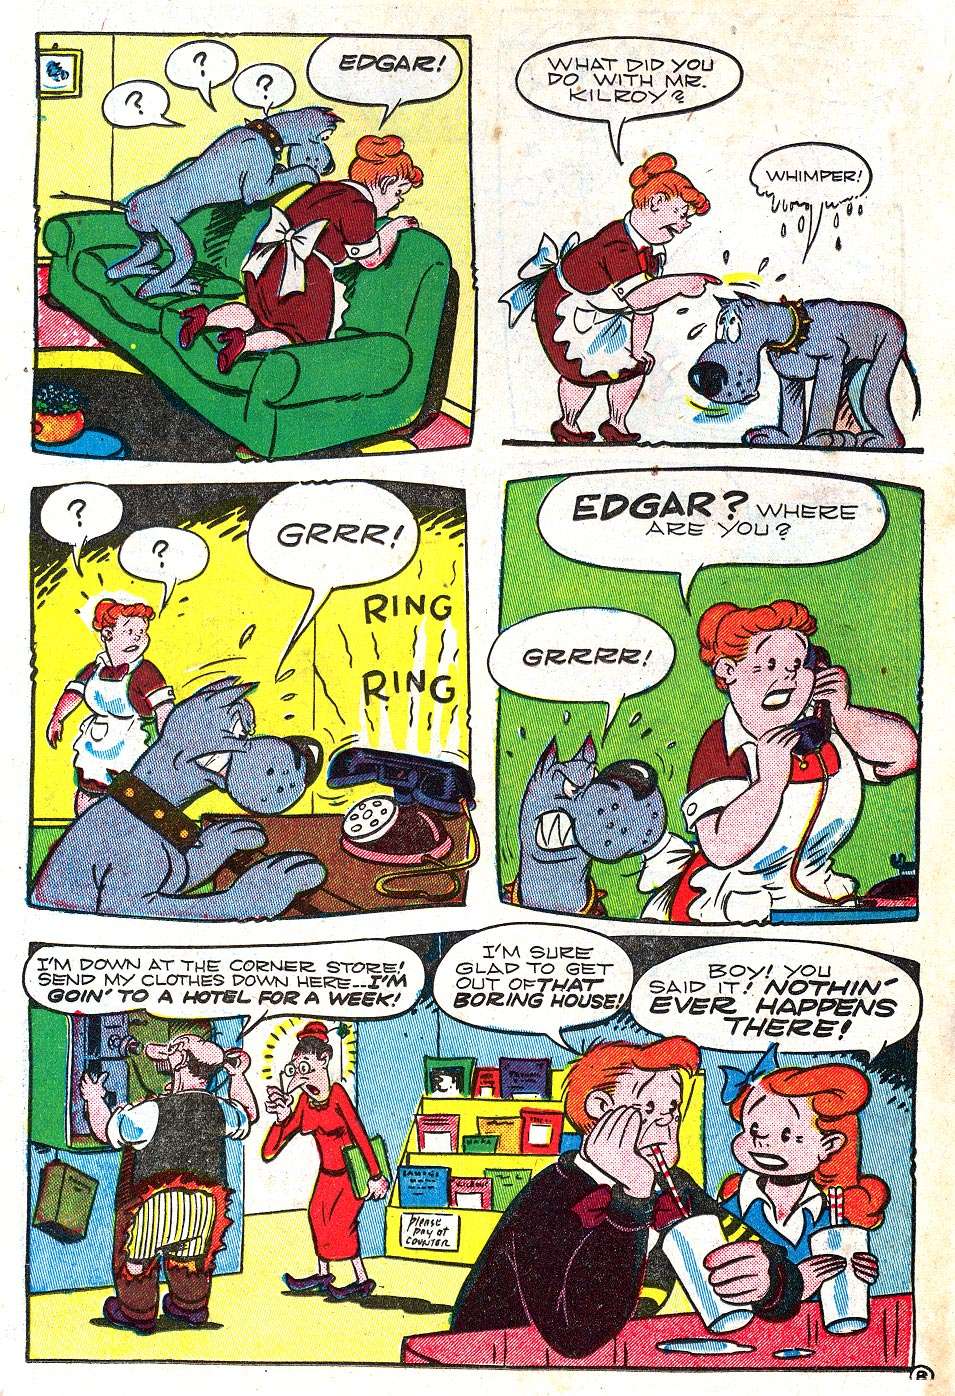 ?
?
?
EDGAR!
WHAT DID YOU
DO WITH MR.
KILROY?
WHIMPER!
?
?
GRRR!
RING
RING
EDGAR? WHERE
ARE YOU?
GRRRR!
I'M DOWN AT THE CORNER STORE!
SEND MY CLOTHES DOWN HERE--I'M
GOIN' TO A HOTEL FOR A WEEK!
I'M SURE
GLAD TO GET
OUT OF THAT
BORING HOUSE!
BOY! YOU
SAID IT! NOTHIN'
EVER HAPPENS
THERE!
Please
pay at
COUNTER
8